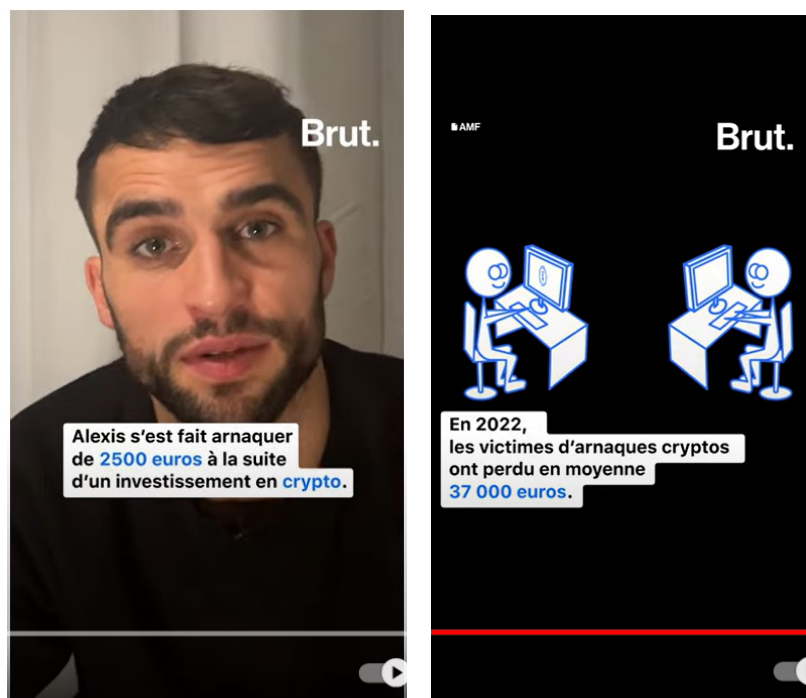 Brut.
Alexis s'est fait arnaquer
de 2500 euros à la suite
d'un investissement en crypto.
AMF
Brut.
En 2022,
les victimes d'arnaques cryptos
ont perdu en moyenne
37 000 euros.